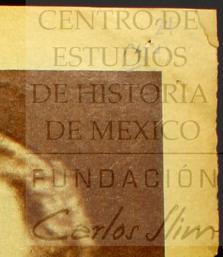 CENTRO DE
ESTUDIOS
DE HISTORIA
DE MEXICO
FUNDACIÓN
Carlos Slim